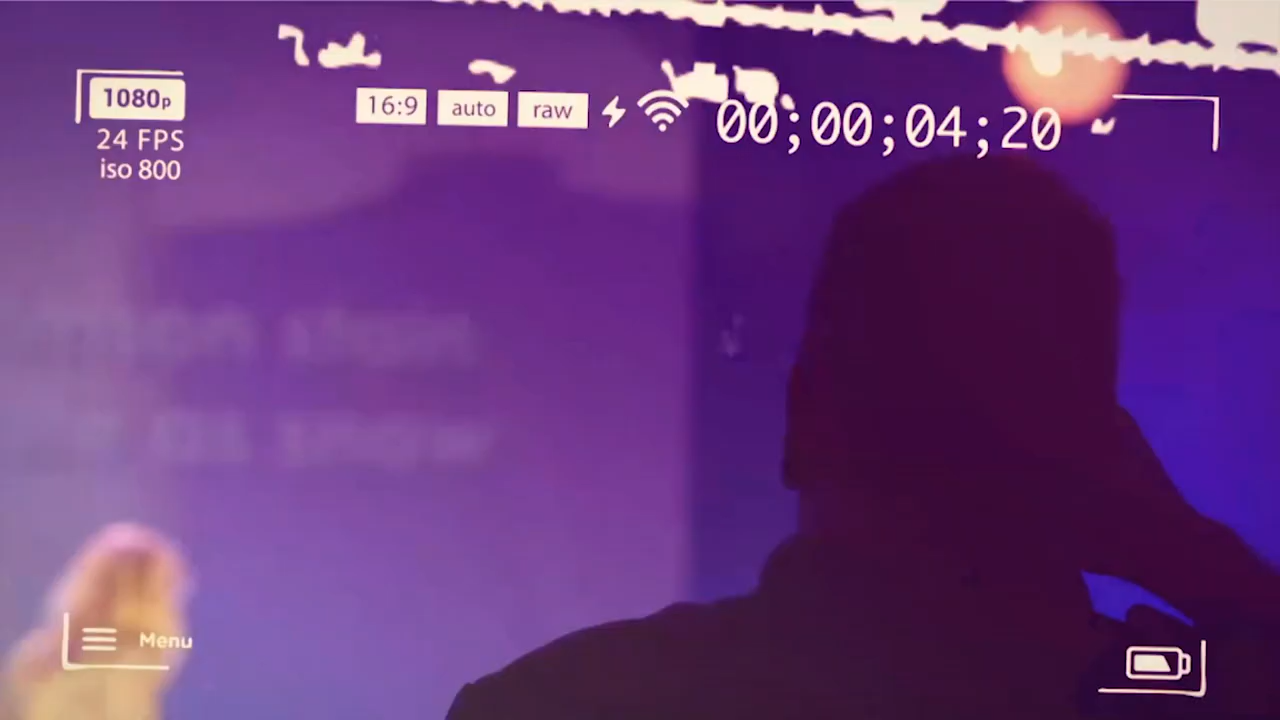 1080p
24 FPS
iso 800
16:9 auto raw
00;00;04;20
Menu